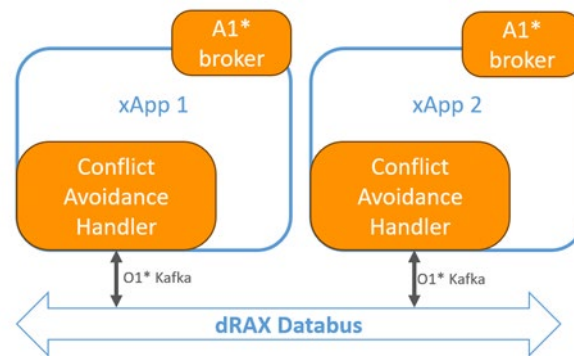 A1*
broker
xApp 1
Conflict
Avoidance
Handler
O1* Kafka
A1*
broker
xApp 2
Conflict
Avoidance
Handler
O1* Kafka
dRAX Databus